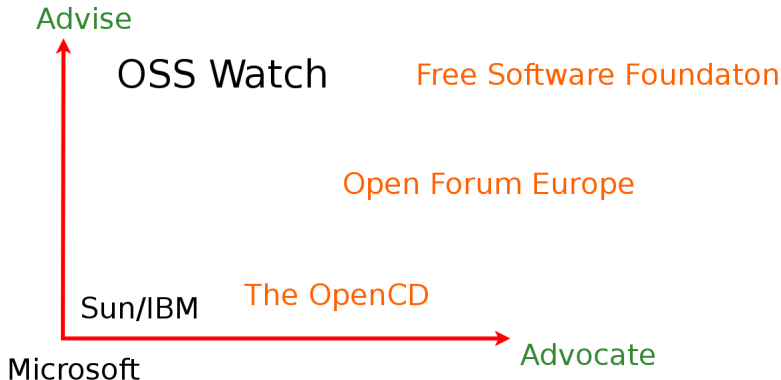 Advise
OSS Watch
Free Software Foundaton
Open Forum Europe
The OpenCD
Sun/IBM
Advocate
Microsoft